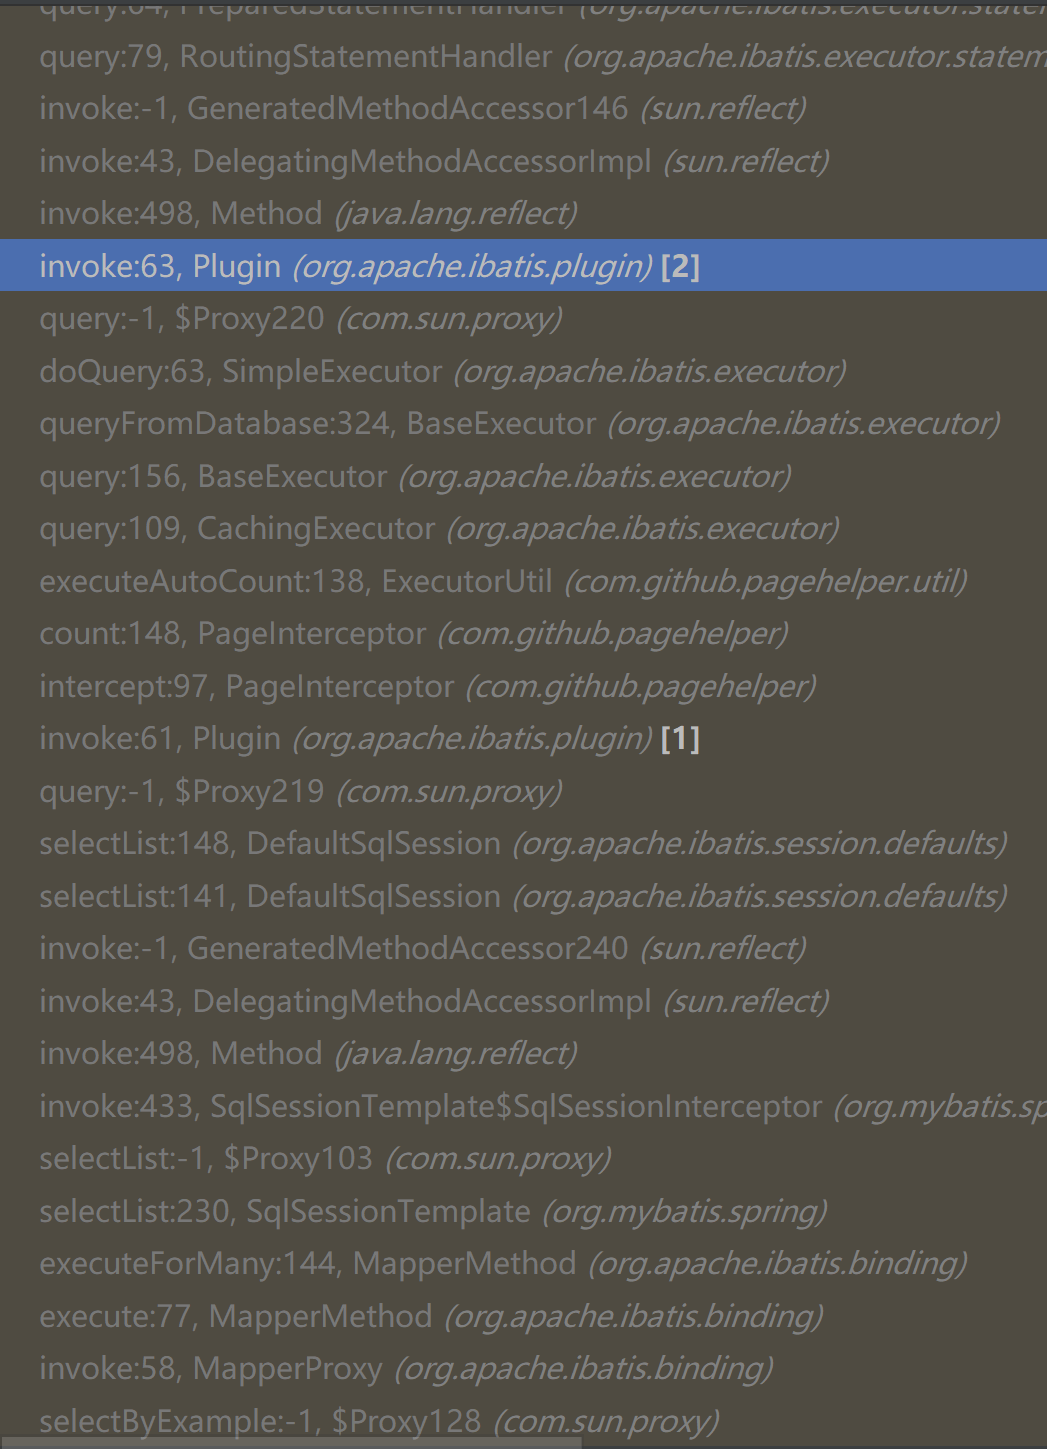 query:64, PreparedStatementHandler (org.apache.ibatis.executor.statem
query:79, RoutingStatementHandler (org.apache.ibatis.executor.statem
invoke:-1, GeneratedMethodAccessor146 (sun.reflect)
invoke:43, DelegatingMethodAccessorImpl (sun.reflect)
invoke:498, Method (java.lang.reflect)
invoke:63, Plugin (org.apache.ibatis.plugin) [2]
query:-1, $Proxy220 (com.sun.proxy)
doQuery:63, SimpleExecutor (org.apache.ibatis.executor)
queryFromDatabase:324, BaseExecutor (org.apache.ibatis.executor)
query:156, BaseExecutor (org.apache.ibatis.executor)
query:109, CachingExecutor (org.apache.ibatis.executor)
executeAutoCount:138, ExecutorUtil (com.github.pagehelper.util)
count:148, PageInterceptor (com.github.pagehelper)
intercept:97, PageInterceptor (com.github.pagehelper)
invoke:61, Plugin (org.apache.ibatis.plugin) [1]
query:-1, $Proxy219 (com.sun.proxy)
selectList:148, DefaultSqlSession (org.apache.ibatis.session.defaults)
selectList:141, DefaultSqlSession (org.apache.ibatis.session.defaults)
invoke:-1, GeneratedMethodAccessor240 (sun.reflect)
invoke:43, DelegatingMethodAccessorImpl (sun.reflect)
invoke:498, Method (java.lang.reflect)
invoke:433, SqlSessionTemplate$SqlSessionInterceptor (org.mybatis.sp
selectList:-1, $Proxy103 (com.sun.proxy)
selectList:230, SqlSessionTemplate (org.mybatis.spring)
executeForMany:144, MapperMethod (org.apache.ibatis.binding)
execute:77, MapperMethod (org.apache.ibatis.binding)
invoke:58, MapperProxy (org.apache.ibatis.binding)
selectByExample:-1, $Proxy128 (com.sun.proxy)